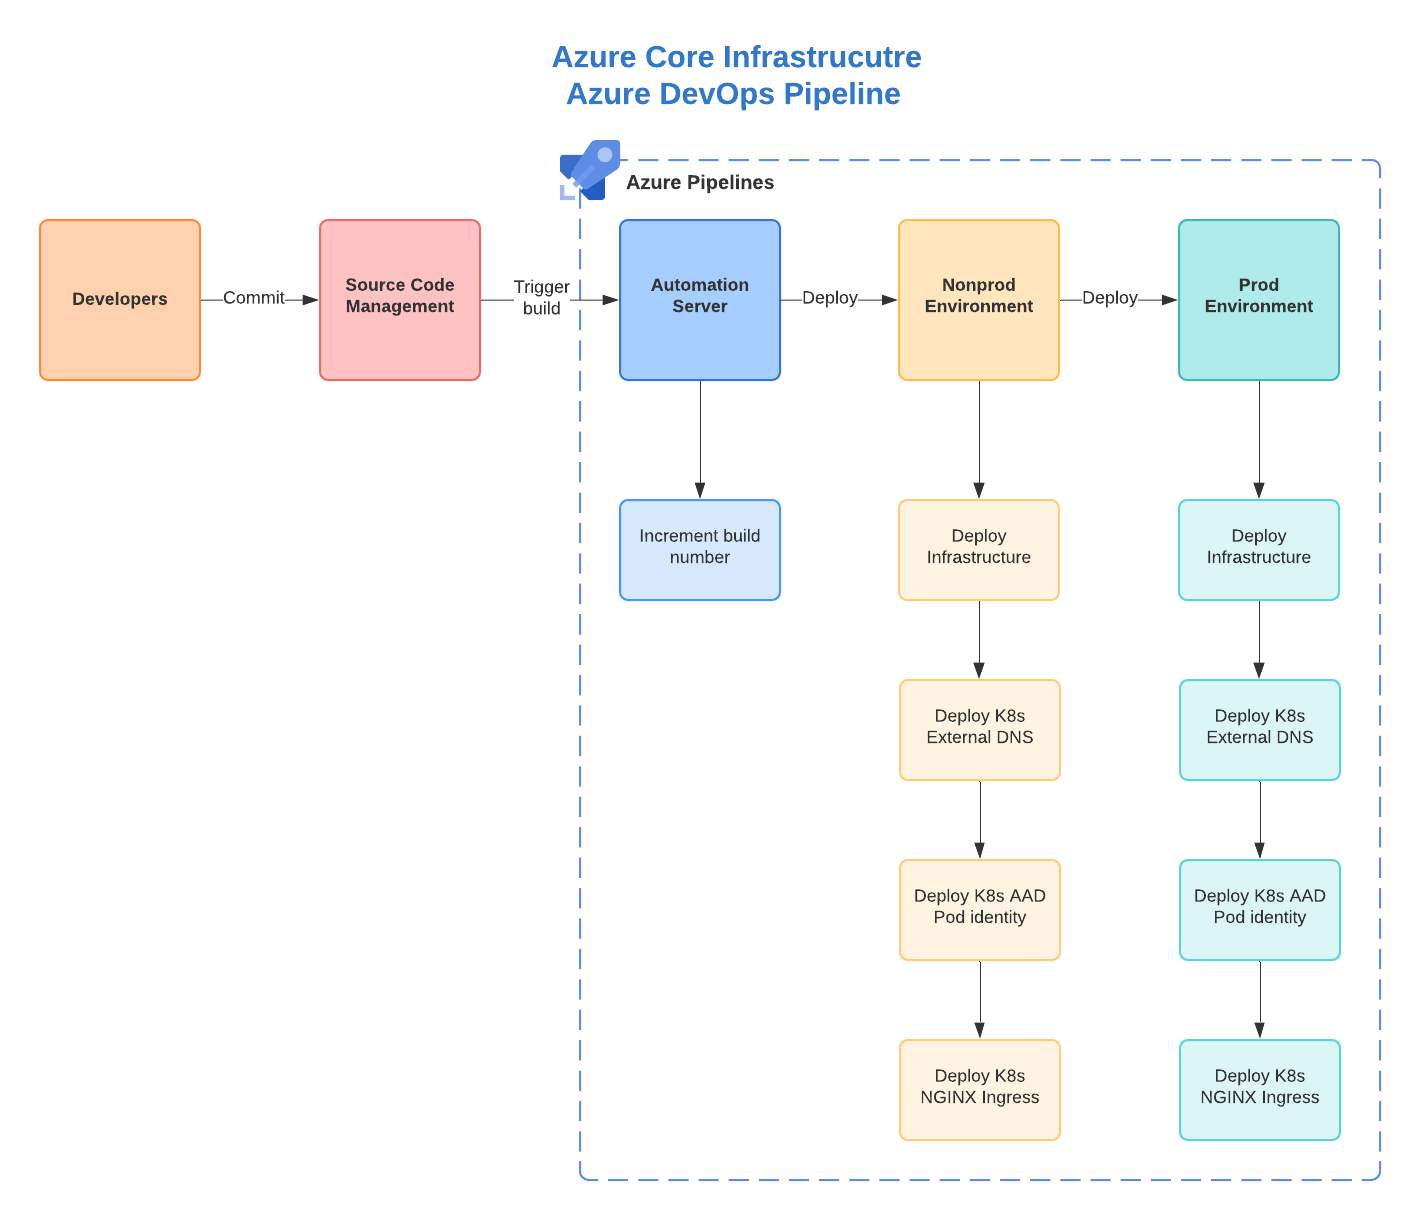 Azure Core Infrastrucutre
Azure DevOps Pipeline
Azure Pipelines
Developers
Commit
Source Code
Management
Trigger
build
Automation
Server
Deploy
Nonprod
Environment
Deploy
Prod
Environment
Increment build
number
Deploy
Infrastructure
Deploy
Infrastructure
Deploy K8s
External DNS
Deploy K8s
External DNS
Deploy K8s AAD
Pod identity
Deploy K8s AAD
Pod identity
Deploy K8s
NGINX Ingress
Deploy K8s
NGINX Ingress